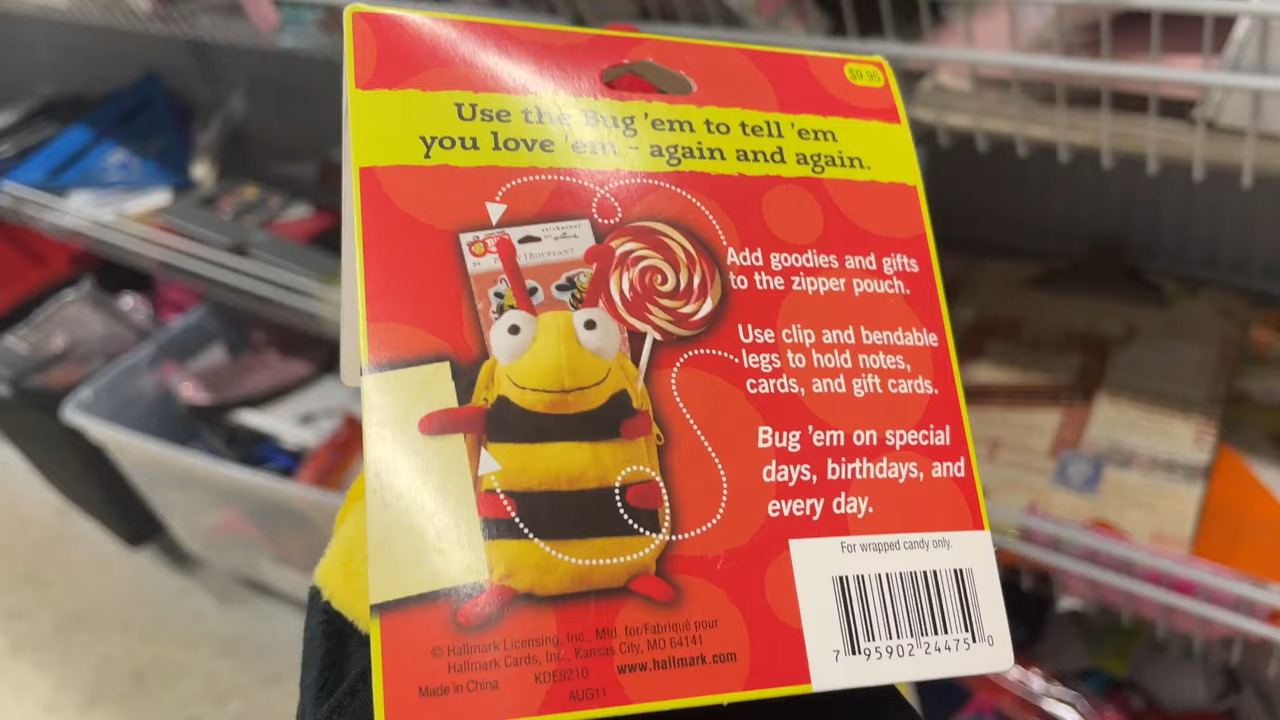 $9.95
Use the Bug 'em to tell 'em
you love 'em - again and again.
Add goodies and gifts
to the zipper pouch.
Use clip and bendable
legs to hold notes,
cards, and gift cards.
Bug 'em on special
days, birthdays, and
every day.
For wrapped candy only.
7 95902 24475 0
© Hallmark Licensing, Inc., Mfd. for/Fabriqué pour
Hallmark Cards, Inc., Kansas City, MO 64141
www.hallmark.com
Made in China
KDE9210
AUG11